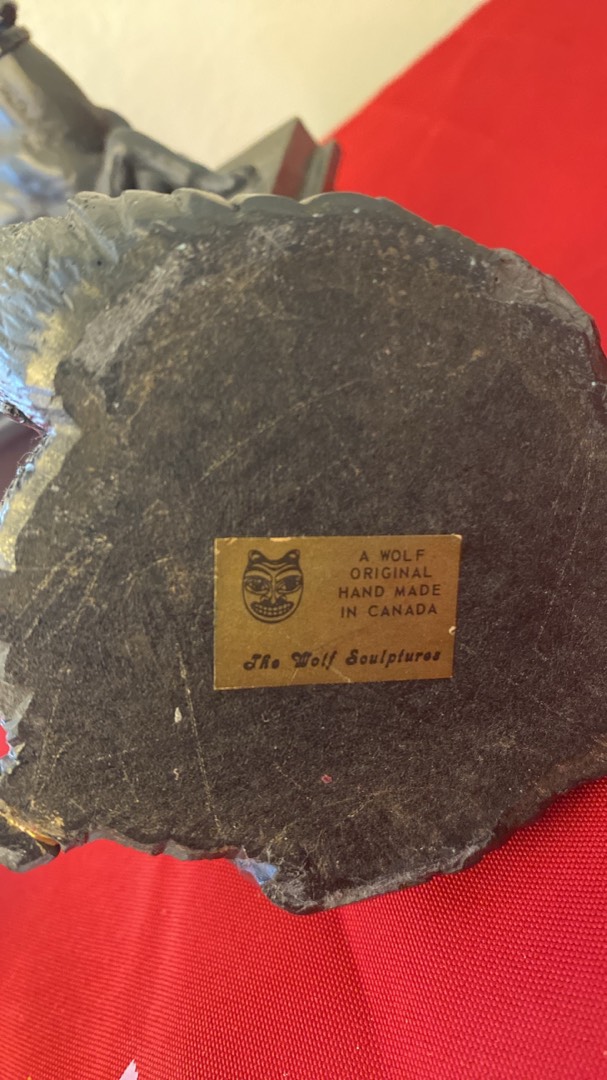 A WOLF
ORIGINAL
HAND MADE
IN CANADA
The Wolf Sculptures